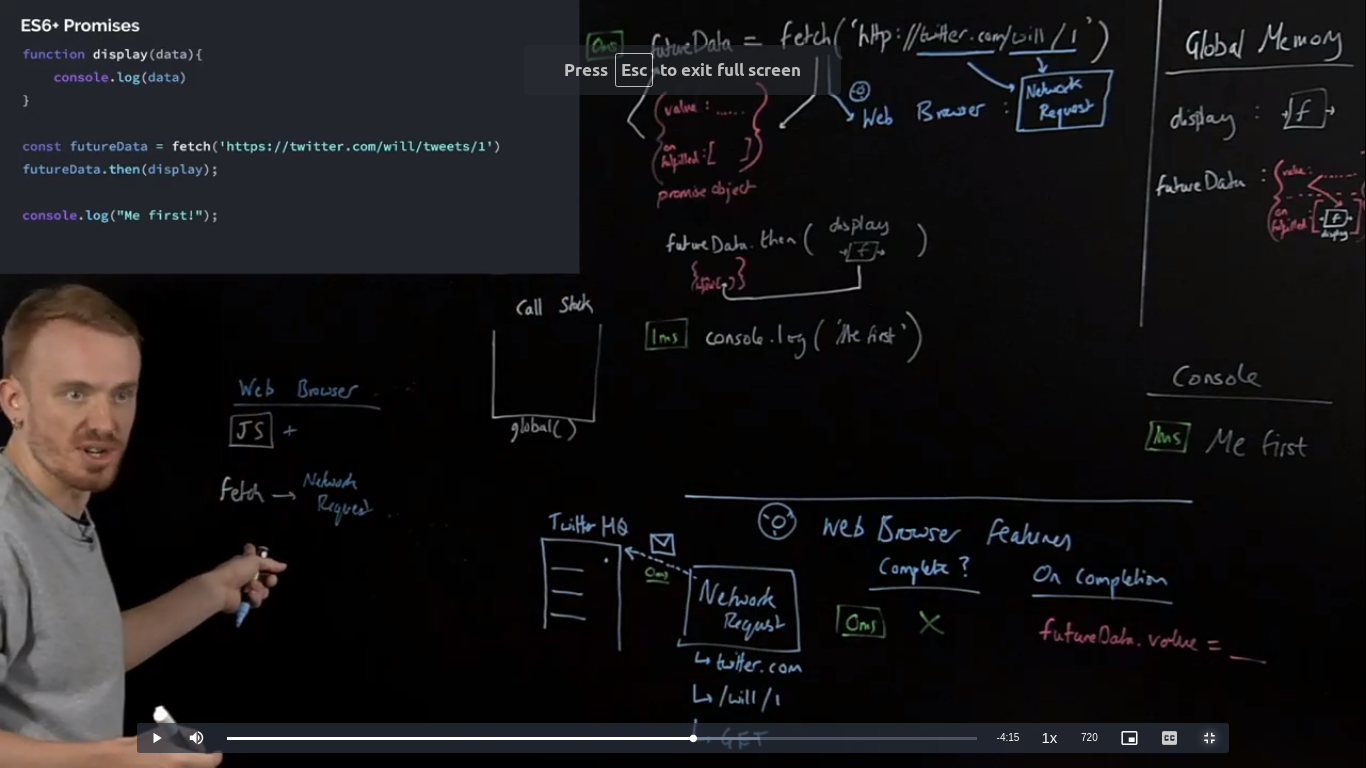 ES6+ Promises
function display(data){
console.log(data)
}
const futureData = fetch('https://twitter.com/will/tweets/1')
futureData.then(display);
console.log("Me first!");
Press Esc to exit full screen
0ms futureData = fetch('http://twitter.com/will/1')
value : ......
on
fulfilled:[ ]
promise object
Web Browser :
Network
Request
futureData.then( display )
f
1ms console.log('Me first')
Global Memory
display : f
futureData :
value: ......
on
fulfilled: [ f ]
display
Console
1ms Me first
Call Stack
global()
Web Browser
JS +
fetch → Network
Request
Web Browser Features
Twitter HQ
0ms
Network
Request
↳ twitter.com
↳ /will/1
GET
Complete?
0ms X
On Completion
futureData.value = __
-4:15
1x
720
CC